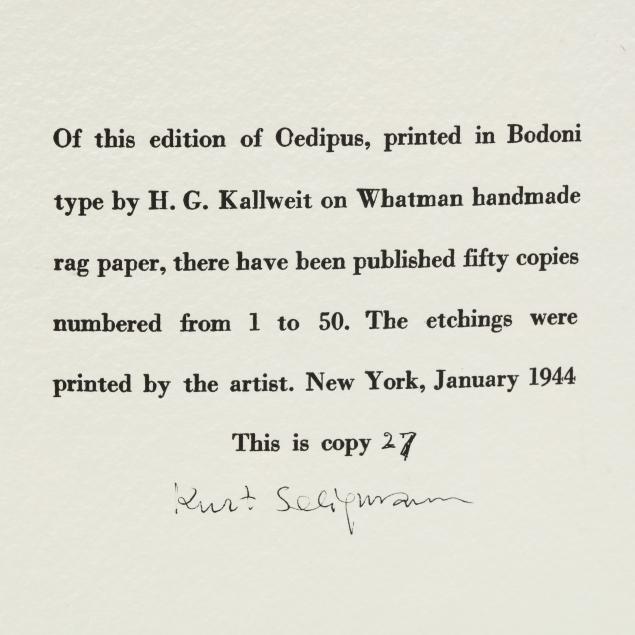 Of this edition of Oedipus, printed in Bodoni
type by H. G. Kallweit on Whatman handmade
rag paper, there have been published fifty copies
numbered from 1 to 50. The etchings were
printed by the artist. New York, January 1944
This is copy 27
Kurt Seligmann